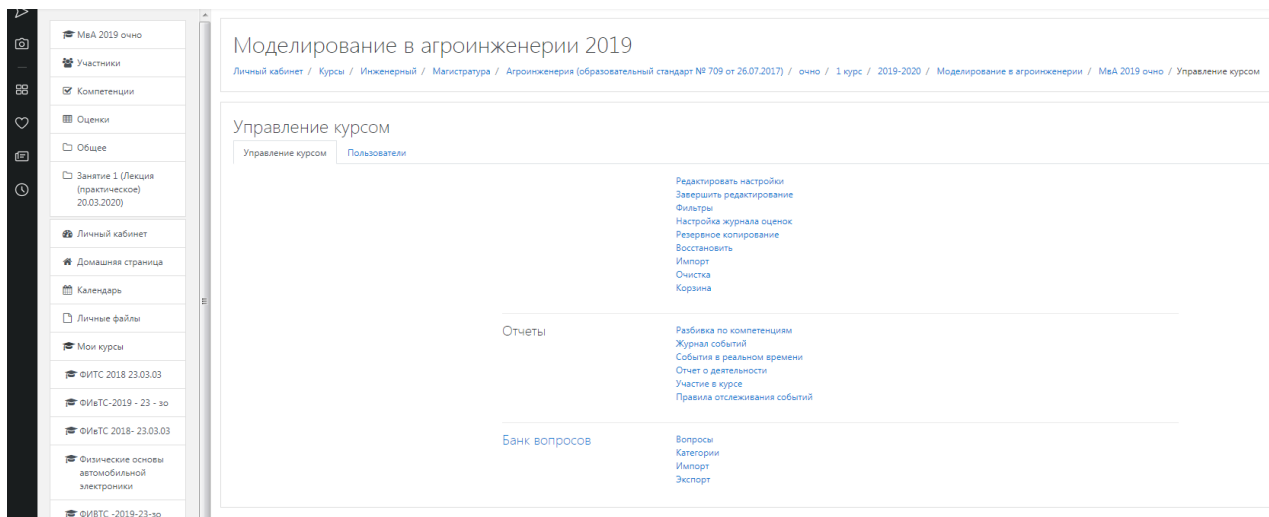 МвА 2019 очно
Участники
Компетенции
Оценки
Общее
Занятие 1 (Лекция
(практическое)
20.03.2020)
Личный кабинет
Домашняя страница
Календарь
Личные файлы
Мои курсы
ФИТС 2018 23.03.03
ФИвТС-2019 - 23 - зо
ФИвТС 2018- 23.03.03
Физические основы
автомобильной
электроники
ФИВТС -2019-23-зо
Моделирование в агроинженерии 2019
Личный кабинет / Курсы / Инженерный / Магистратура / Агроинженерия (образовательный стандарт № 709 от 26.07.2017) / очно / 1 курс / 2019-2020 / Моделирование в агроинженерии / МвА 2019 очно / Управление курсом
Управление курсом
Управление курсом Пользователи
Редактировать настройки
Завершить редактирование
Фильтры
Настройка журнала оценок
Резервное копирование
Восстановить
Импорт
Очистка
Корзина
Отчеты
Разбивка по компетенциям
Журнал событий
События в реальном времени
Отчет о деятельности
Участие в курсе
Правила отслеживания событий
Банк вопросов
Вопросы
Категории
Импорт
Экспорт